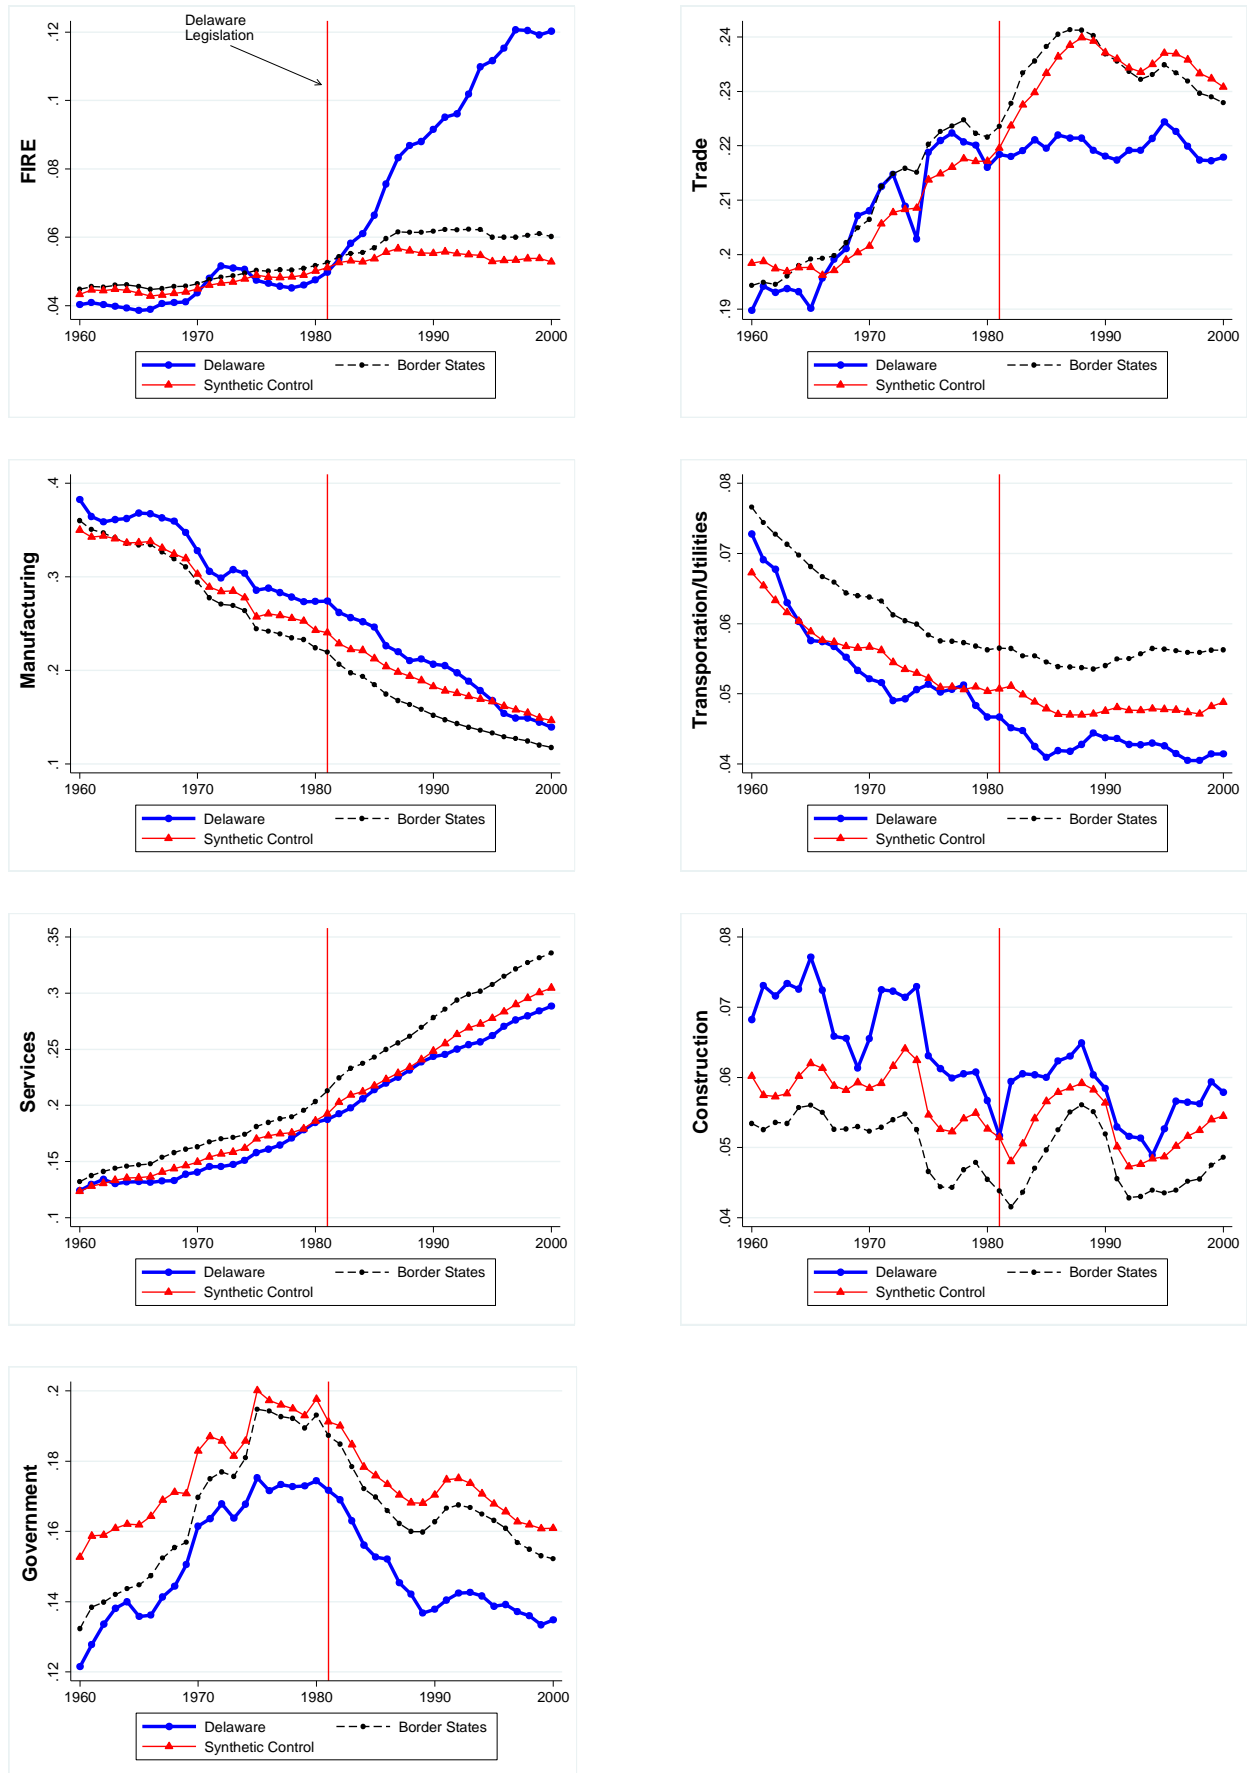 Delaware
Legislation
FIRE
.12
.1
.08
.06
.04
1960 1970 1980 1990 2000
Delaware Border States
Synthetic Control
Trade
.24
.23
.22
.21
.2
.19
1960 1970 1980 1990 2000
Delaware Border States
Synthetic Control
Manufacturing
.4
.3
.2
.1
1960 1970 1980 1990 2000
Delaware Border States
Synthetic Control
Transportation/Utilities
.08
.07
.06
.05
.04
1960 1970 1980 1990 2000
Delaware Border States
Synthetic Control
Services
.35
.3
.25
.2
.15
.1
1960 1970 1980 1990 2000
Delaware Border States
Synthetic Control
Construction
.08
.07
.06
.05
.04
1960 1970 1980 1990 2000
Delaware Border States
Synthetic Control
Government
.2
.18
.16
.14
.12
1960 1970 1980 1990 2000
Delaware Border States
Synthetic Control